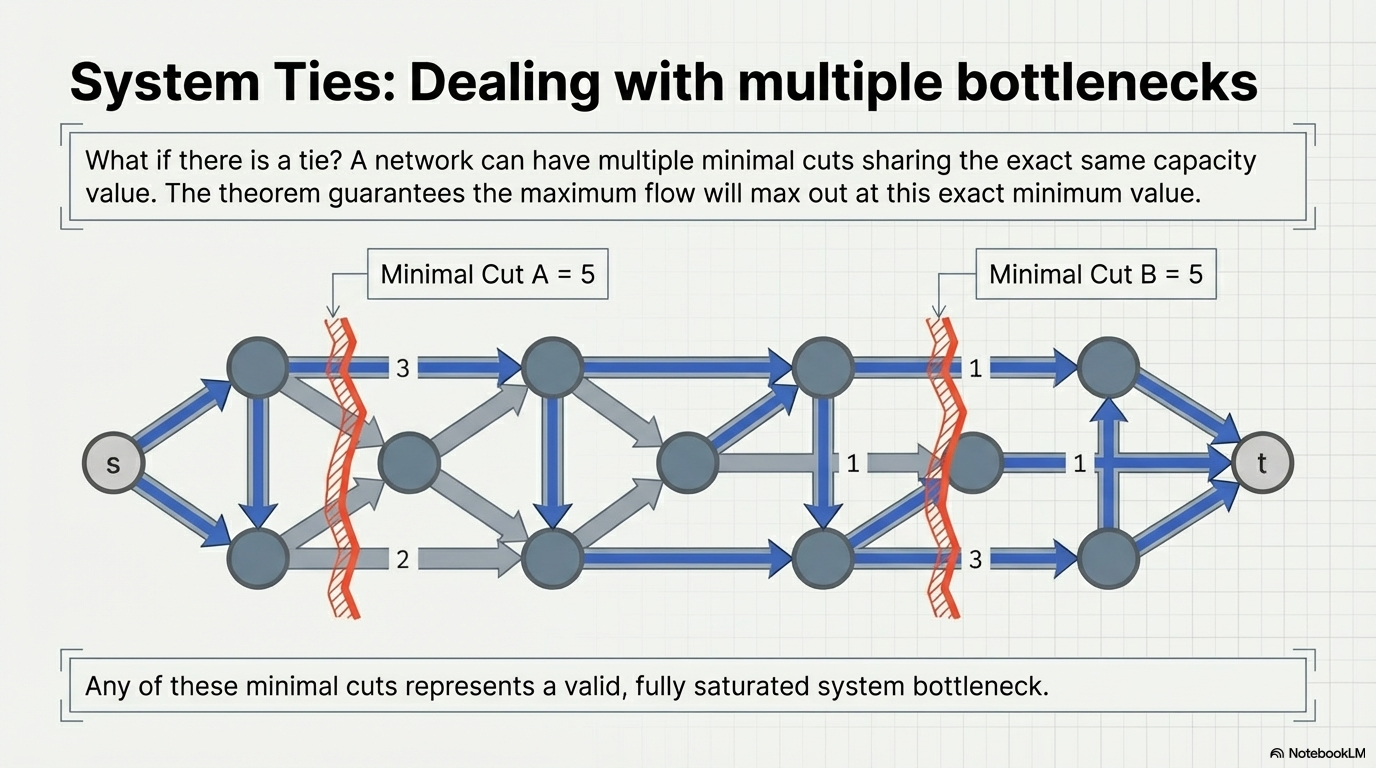 System Ties: Dealing with multiple bottlenecks
What if there is a tie? A network can have multiple minimal cuts sharing the exact same capacity
value. The theorem guarantees the maximum flow will max out at this exact minimum value.
Minimal Cut A = 5
Minimal Cut B = 5
3
1
s
1
1
t
2
3
Any of these minimal cuts represents a valid, fully saturated system bottleneck.
NotebookLM